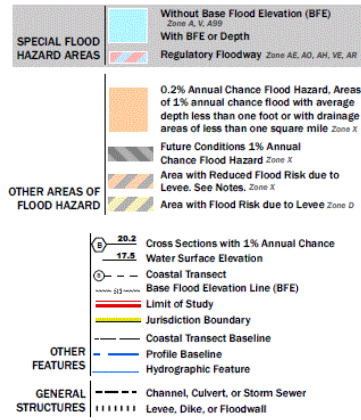 Without Base Flood Elevation (BFE)
Zone A, V, A99
With BFE or Depth
SPECIAL FLOOD
HAZARD AREAS
Regulatory Floodway Zone AE, AO, AH, VE, AR
0.2% Annual Chance Flood Hazard, Areas
of 1% annual chance flood with average
depth less than one foot or with drainage
areas of less than one square mile Zone X
Future Conditions 1% Annual
Chance Flood Hazard Zone X
Area with Reduced Flood Risk due to
Levee. See Notes. Zone X
OTHER AREAS OF
FLOOD HAZARD
Area with Flood Risk due to Levee Zone D
B 20.2 Cross Sections with 1% Annual Chance
17.5 Water Surface Elevation
8 Coastal Transect
513 Base Flood Elevation Line (BFE)
Limit of Study
Jurisdiction Boundary
Coastal Transect Baseline
OTHER
FEATURES
Profile Baseline
Hydrographic Feature
GENERAL
STRUCTURES
Channel, Culvert, or Storm Sewer
Levee, Dike, or Floodwall